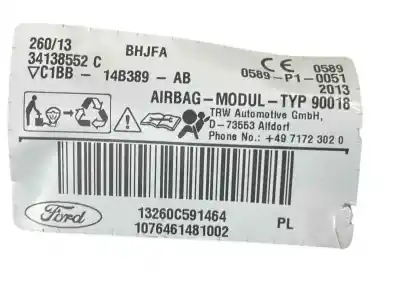 260/13
BHJFA
34138552 C
C1BB - 14B389 - AB
CE 0589
0589-P1-0051
2013
AIRBAG-MODUL-TYP 90018
TRW Automotive GmbH,
D-73553 Alfdorf
Phone No.: +49 7172 302 0
Ford
13260C591464
1076461481002
PL